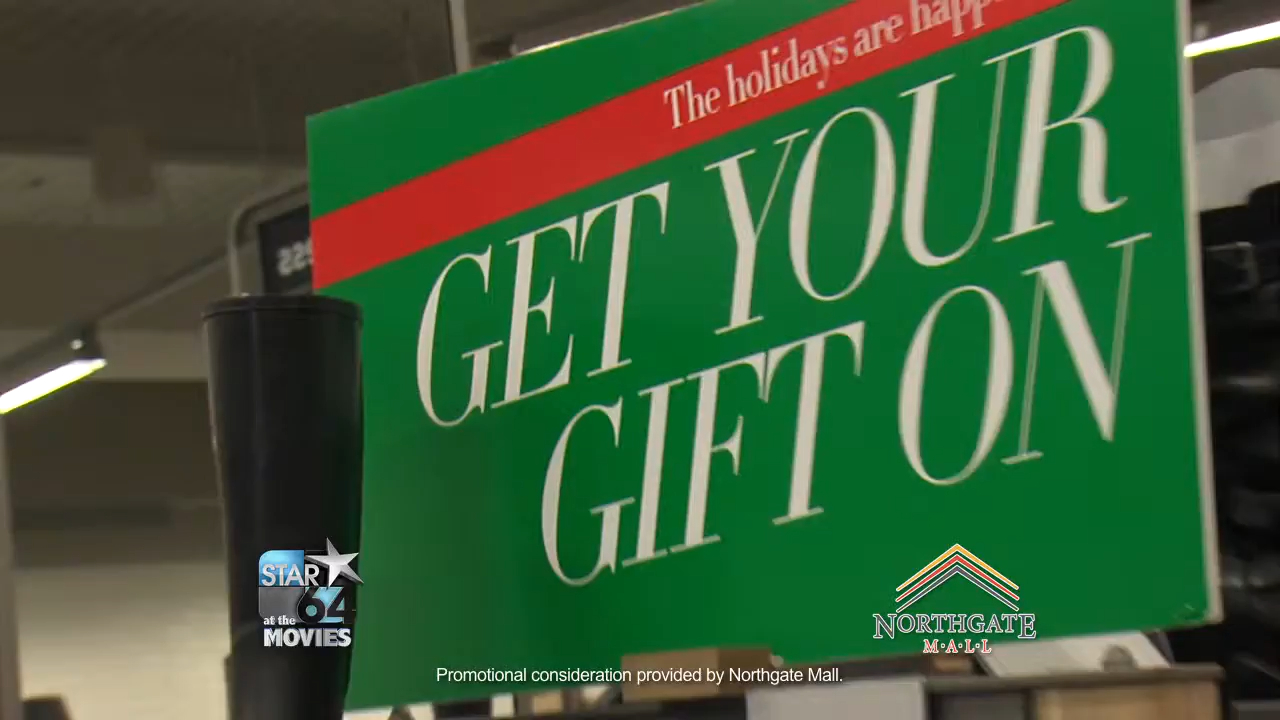 The holidays are
GET YOUR
GIFT ON
STAR
64
at the
MOVIES
NORTHGATE
M·A·L·L
Promotional consideration provided by Northgate Mall.